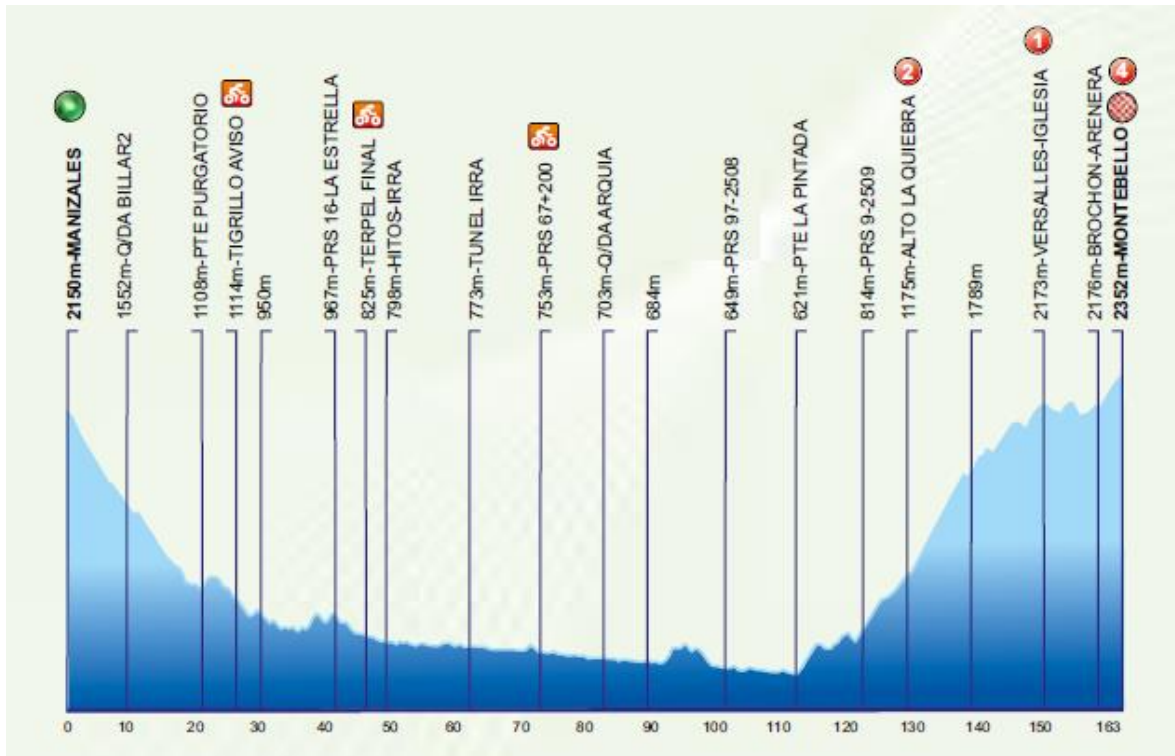 2150m-MANIZALES
1552m-Q/DA BILLAR2
1108m-PTE PURGATORIO
1114m-TIGRILLO AVISO
950m
967m-PRS 16-LA ESTRELLA
825m-TERPEL FINAL
798m-HITOS-IRRA
773m-TUNEL IRRA
753m-PRS 67+200
703m-Q/DA ARQUIA
684m
649m-PRS 97-2508
621m-PTE LA PINTADA
814m-PRS 9-2509
2
1175m-ALTO LA QUIEBRA
1789m
1
2173m-VERSALLES-IGLESIA
2176m-BROCHON-ARENERA
4
2352m-MONTEBELLO
0 10 20 30 40 50 60 70 80 90 100 110 120 130 140 150 163